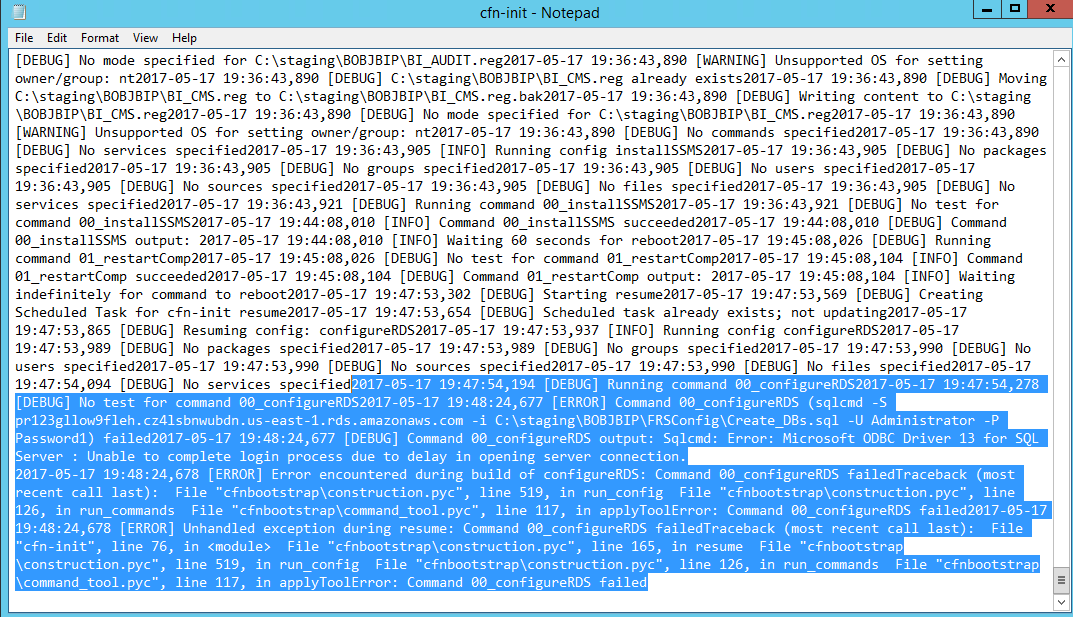 cfn-init - Notepad
File Edit Format View Help
[DEBUG] No mode specified for C:\staging\BOBJBIP\BI_AUDIT.reg2017-05-17 19:36:43,890 [WARNING] Unsupported OS for setting
owner/group: nt2017-05-17 19:36:43,890 [DEBUG] C:\staging\BOBJBIP\BI_CMS.reg already exists2017-05-17 19:36:43,890 [DEBUG] Moving
C:\staging\BOBJBIP\BI_CMS.reg to C:\staging\BOBJBIP\BI_CMS.reg.bak2017-05-17 19:36:43,890 [DEBUG] Writing content to C:\staging
\BOBJBIP\BI_CMS.reg2017-05-17 19:36:43,890 [DEBUG] No mode specified for C:\staging\BOBJBIP\BI_CMS.reg2017-05-17 19:36:43,890
[WARNING] Unsupported OS for setting owner/group: nt2017-05-17 19:36:43,890 [DEBUG] No commands specified2017-05-17 19:36:43,890
[DEBUG] No services specified2017-05-17 19:36:43,905 [INFO] Running config installSSMS2017-05-17 19:36:43,905 [DEBUG] No packages
specified2017-05-17 19:36:43,905 [DEBUG] No groups specified2017-05-17 19:36:43,905 [DEBUG] No users specified2017-05-17
19:36:43,905 [DEBUG] No sources specified2017-05-17 19:36:43,905 [DEBUG] No files specified2017-05-17 19:36:43,905 [DEBUG] No
services specified2017-05-17 19:36:43,921 [DEBUG] Running command 00_installSSMS2017-05-17 19:36:43,921 [DEBUG] No test for
command 00_installSSMS2017-05-17 19:44:08,010 [INFO] Command 00_installSSMS succeeded2017-05-17 19:44:08,010 [DEBUG] Command
00_installSSMS output: 2017-05-17 19:44:08,010 [INFO] Waiting 60 seconds for reboot2017-05-17 19:45:08,026 [DEBUG] Running
command 01_restartComp2017-05-17 19:45:08,026 [DEBUG] No test for command 01_restartComp2017-05-17 19:45:08,104 [INFO] Command
01_restartComp succeeded2017-05-17 19:45:08,104 [DEBUG] Command 01_restartComp output: 2017-05-17 19:45:08,104 [INFO] Waiting
indefinitely for command to reboot2017-05-17 19:47:53,302 [DEBUG] Starting resume2017-05-17 19:47:53,569 [DEBUG] Creating
Scheduled Task for cfn-init resume2017-05-17 19:47:53,654 [DEBUG] Scheduled task already exists; not updating2017-05-17
19:47:53,865 [DEBUG] Resuming config: configureRDS2017-05-17 19:47:53,937 [INFO] Running config configureRDS2017-05-17
19:47:53,989 [DEBUG] No packages specified2017-05-17 19:47:53,989 [DEBUG] No groups specified2017-05-17 19:47:53,990 [DEBUG] No
users specified2017-05-17 19:47:53,990 [DEBUG] No sources specified2017-05-17 19:47:53,990 [DEBUG] No files specified2017-05-17
19:47:54,094 [DEBUG] No services specified2017-05-17 19:47:54,194 [DEBUG] Running command 00_configureRDS2017-05-17 19:47:54,278
[DEBUG] No test for command 00_configureRDS2017-05-17 19:48:24,677 [ERROR] Command 00_configureRDS (sqlcmd -S
pr123gllow9fleh.cz4lsbnwubdn.us-east-1.rds.amazonaws.com -i C:\staging\BOBJBIP\FRSConfig\Create_DBs.sql -U Administrator -P
Password1) failed2017-05-17 19:48:24,677 [DEBUG] Command 00_configureRDS output: Sqlcmd: Error: Microsoft ODBC Driver 13 for SQL
Server : Unable to complete login process due to delay in opening server connection.
2017-05-17 19:48:24,678 [ERROR] Error encountered during build of configureRDS: Command 00_configureRDS failedTraceback (most
recent call last):  File "cfnbootstrap\construction.pyc", line 519, in run_config  File "cfnbootstrap\construction.pyc", line
126, in run_commands  File "cfnbootstrap\command_tool.pyc", line 117, in applyToolError: Command 00_configureRDS failed2017-05-17
19:48:24,678 [ERROR] Unhandled exception during resume: Command 00_configureRDS failedTraceback (most recent call last):  File
"cfn-init", line 76, in <module>  File "cfnbootstrap\construction.pyc", line 165, in resume  File "cfnbootstrap
\construction.pyc", line 519, in run_config  File "cfnbootstrap\construction.pyc", line 126, in run_commands  File "cfnbootstrap
\command_tool.pyc", line 117, in applyToolError: Command 00_configureRDS failed